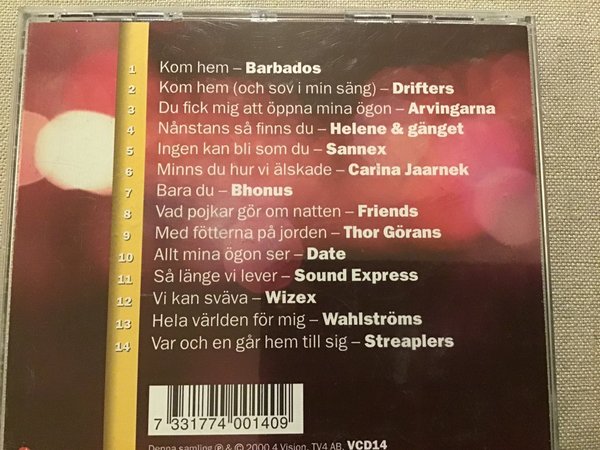 1 Kom hem – Barbados
2 Kom hem (och sov i min säng) – Drifters
3 Du fick mig att öppna mina ögon – Arvingarna
4 Nånstans så finns du – Helene & gänget
5 Ingen kan bli som du – Sannex
6 Minns du hur vi älskade – Carina Jaarnek
7 Bara du – Bhonus
8 Vad pojkar gör om natten – Friends
9 Med fötterna på jorden – Thor Görans
10 Allt mina ögon ser – Date
11 Så länge vi lever – Sound Express
12 Vi kan sväva – Wizex
13 Hela världen för mig – Wahlströms
14 Var och en går hem till sig – Streaplers
7 331774 001409
Denna samling ℗ & © 2000 4 Vision, TV4 AB. VCD14